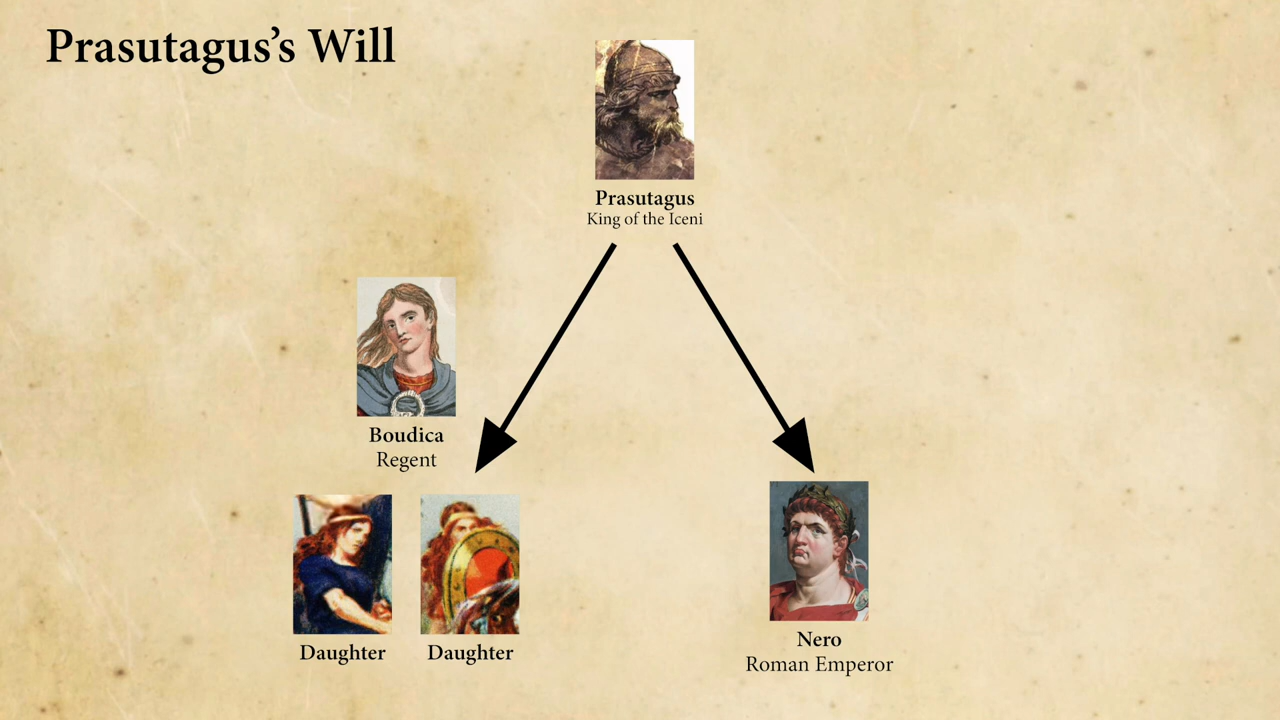 Prasutagus’s Will
Prasutagus
King of the Iceni
Boudica
Regent
Daughter
Daughter
Nero
Roman Emperor